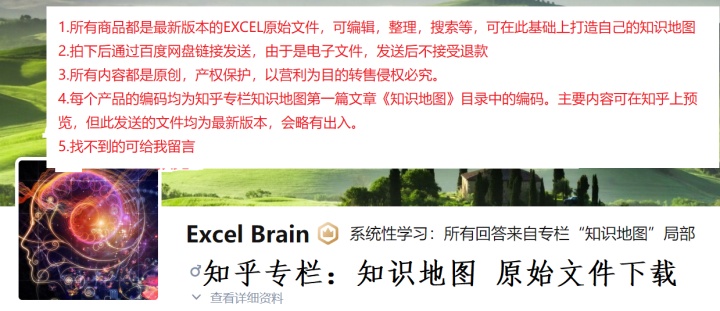 1.所有商品都是最新版本的EXCEL原始文件，可编辑，整理，搜索等，可在此基础上打造自己的知识地图
2.拍下后通过百度网盘链接发送，由于是电子文件，发送后不接受退款
3.所有内容都是原创，产权保护，以营利为目的转售侵权必究。
4.每个产品的编码均为知乎专栏知识地图第一篇文章《知识地图》目录中的编码。主要内容可在知乎上预
览，但此发送的文件均为最新版本，会略有出入。
5.找不到的可给我留言
Excel Brain 系统性学习：所有回答来自专栏“知识地图”局部
知乎专栏：知识地图 原始文件下载
查看详细资料